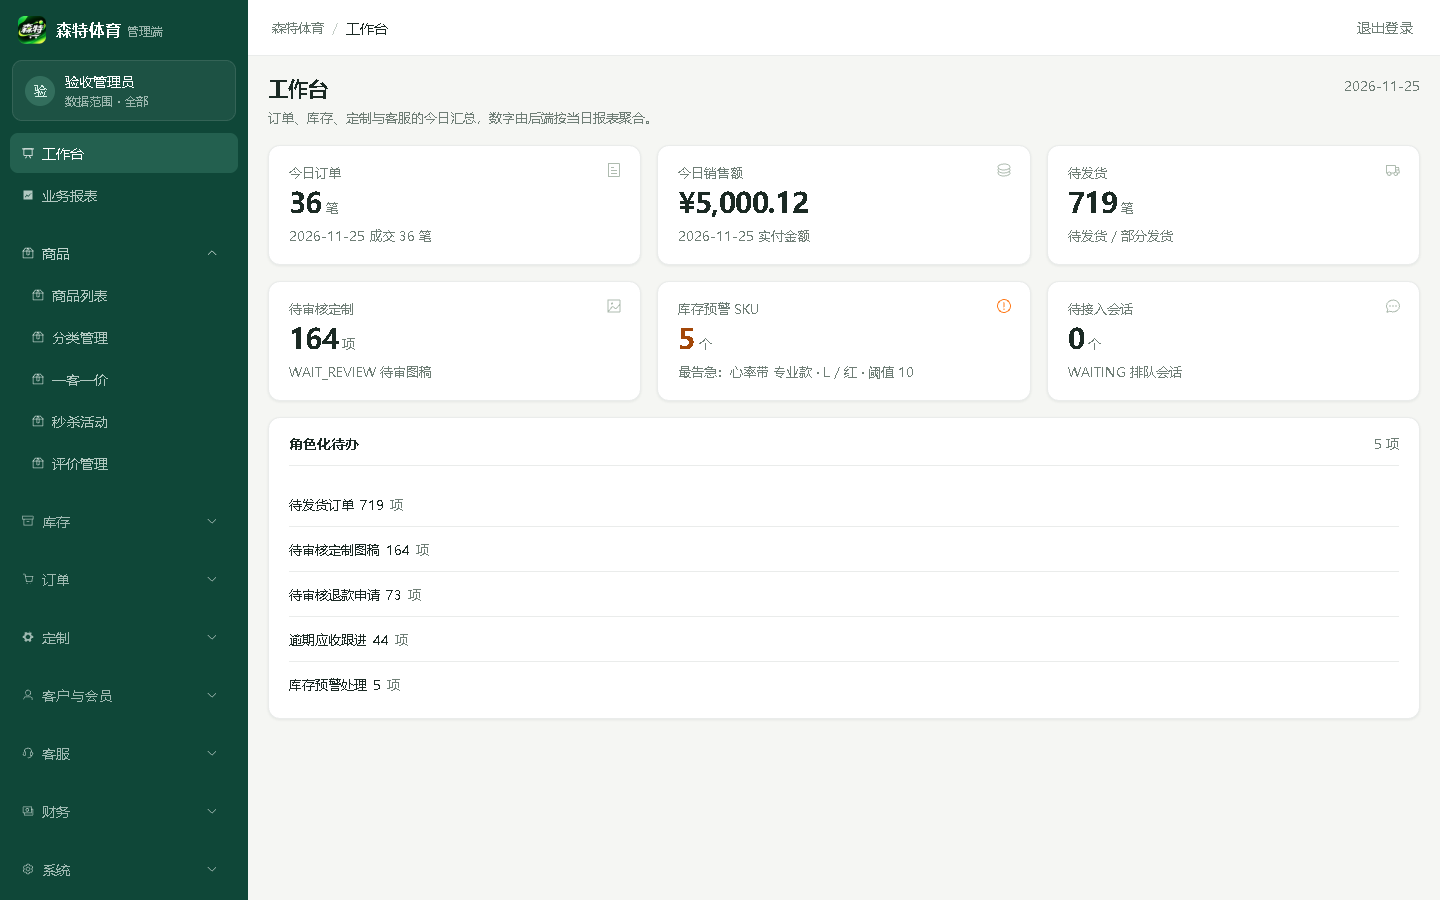 森特
森特体育 管理端
验
验收管理员
数据范围 · 全部
工作台
业务报表
商品
商品列表
分类管理
一客一价
秒杀活动
评价管理
库存
订单
定制
客户与会员
客服
财务
系统
森特体育 / 工作台
退出登录
工作台
2026-11-25
订单、库存、定制与客服的今日汇总，数字由后端按当日报表聚合。
今日订单
36 笔
2026-11-25 成交 36 笔
今日销售额
¥5,000.12
2026-11-25 实付金额
待发货
719 笔
待发货 / 部分发货
待审核定制
164 项
WAIT_REVIEW 待审图稿
库存预警 SKU
5 个
最告急：心率带 专业款 · L / 红 · 阈值 10
待接入会话
0 个
WAITING 排队会话
角色化待办
5 项
待发货订单 719 项
待审核定制图稿 164 项
待审核退款申请 73 项
逾期应收跟进 44 项
库存预警处理 5 项